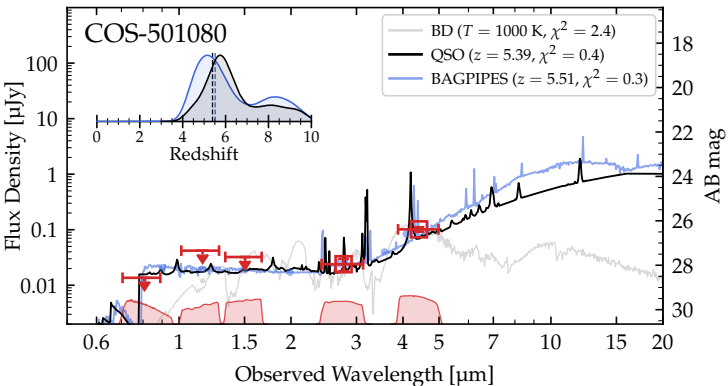 COS-501080
BD (T = 1000 K, χ² = 2.4)
QSO (z = 5.39, χ² = 0.4)
BAGPIPES (z = 5.51, χ² = 0.3)
0 2 4 6 8 10
Redshift
100
10
1
0.1
0.01
Flux Density [μJy]
18
20
22
24
26
28
30
AB mag
0.6 1 2 3 4 5 10 15 20
Observed Wavelength [μm]